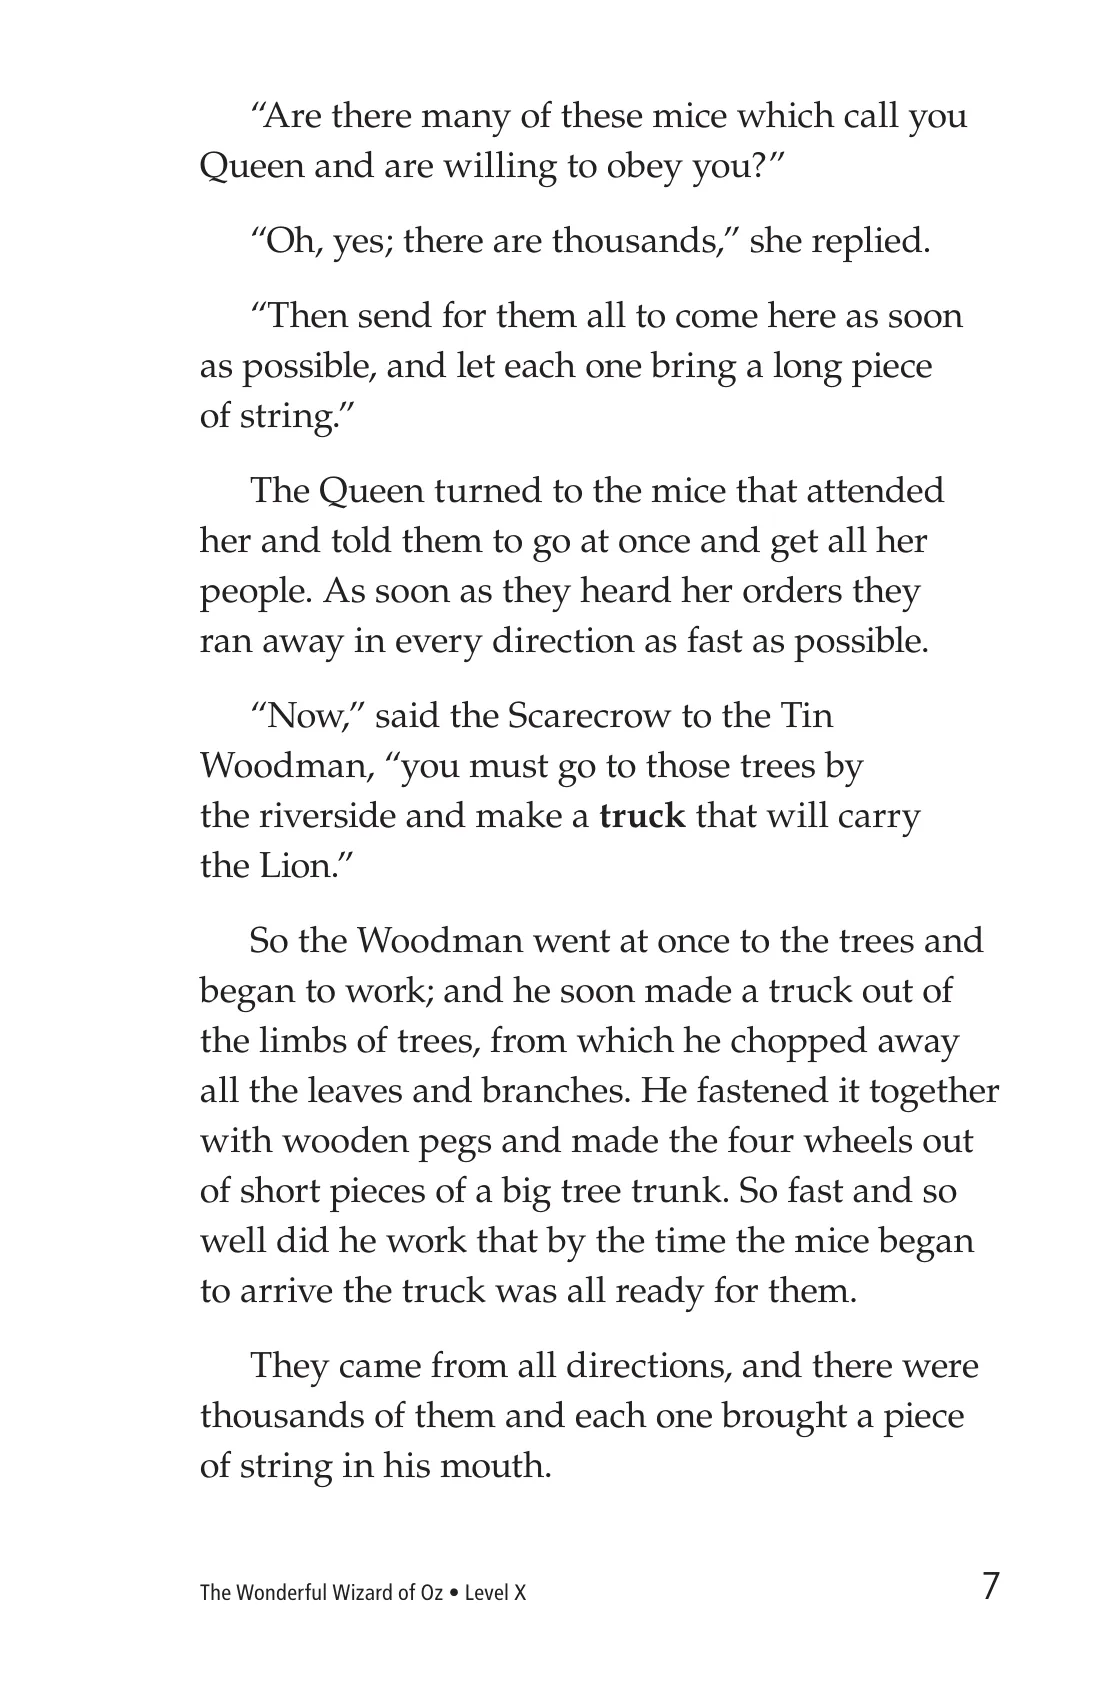 “Are there many of these mice which call you
Queen and are willing to obey you?”
“Oh, yes; there are thousands,” she replied.
“Then send for them all to come here as soon
as possible, and let each one bring a long piece
of string.”
The Queen turned to the mice that attended
her and told them to go at once and get all her
people. As soon as they heard her orders they
ran away in every direction as fast as possible.
“Now,” said the Scarecrow to the Tin
Woodman, “you must go to those trees by
the riverside and make a truck that will carry
the Lion.”
So the Woodman went at once to the trees and
began to work; and he soon made a truck out of
the limbs of trees, from which he chopped away
all the leaves and branches. He fastened it together
with wooden pegs and made the four wheels out
of short pieces of a big tree trunk. So fast and so
well did he work that by the time the mice began
to arrive the truck was all ready for them.
They came from all directions, and there were
thousands of them and each one brought a piece
of string in his mouth.
The Wonderful Wizard of Oz • Level X
7